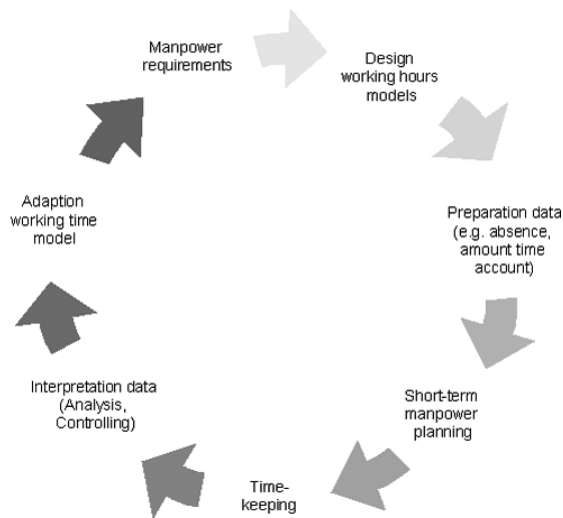 Manpower
requirements
Design
working hours
models
Preparation data
(e.g. absence,
amount time
account)
Short-term
manpower
planning
Time-
keeping
Interpretation data
(Analysis,
Controlling)
Adaption
working time
model